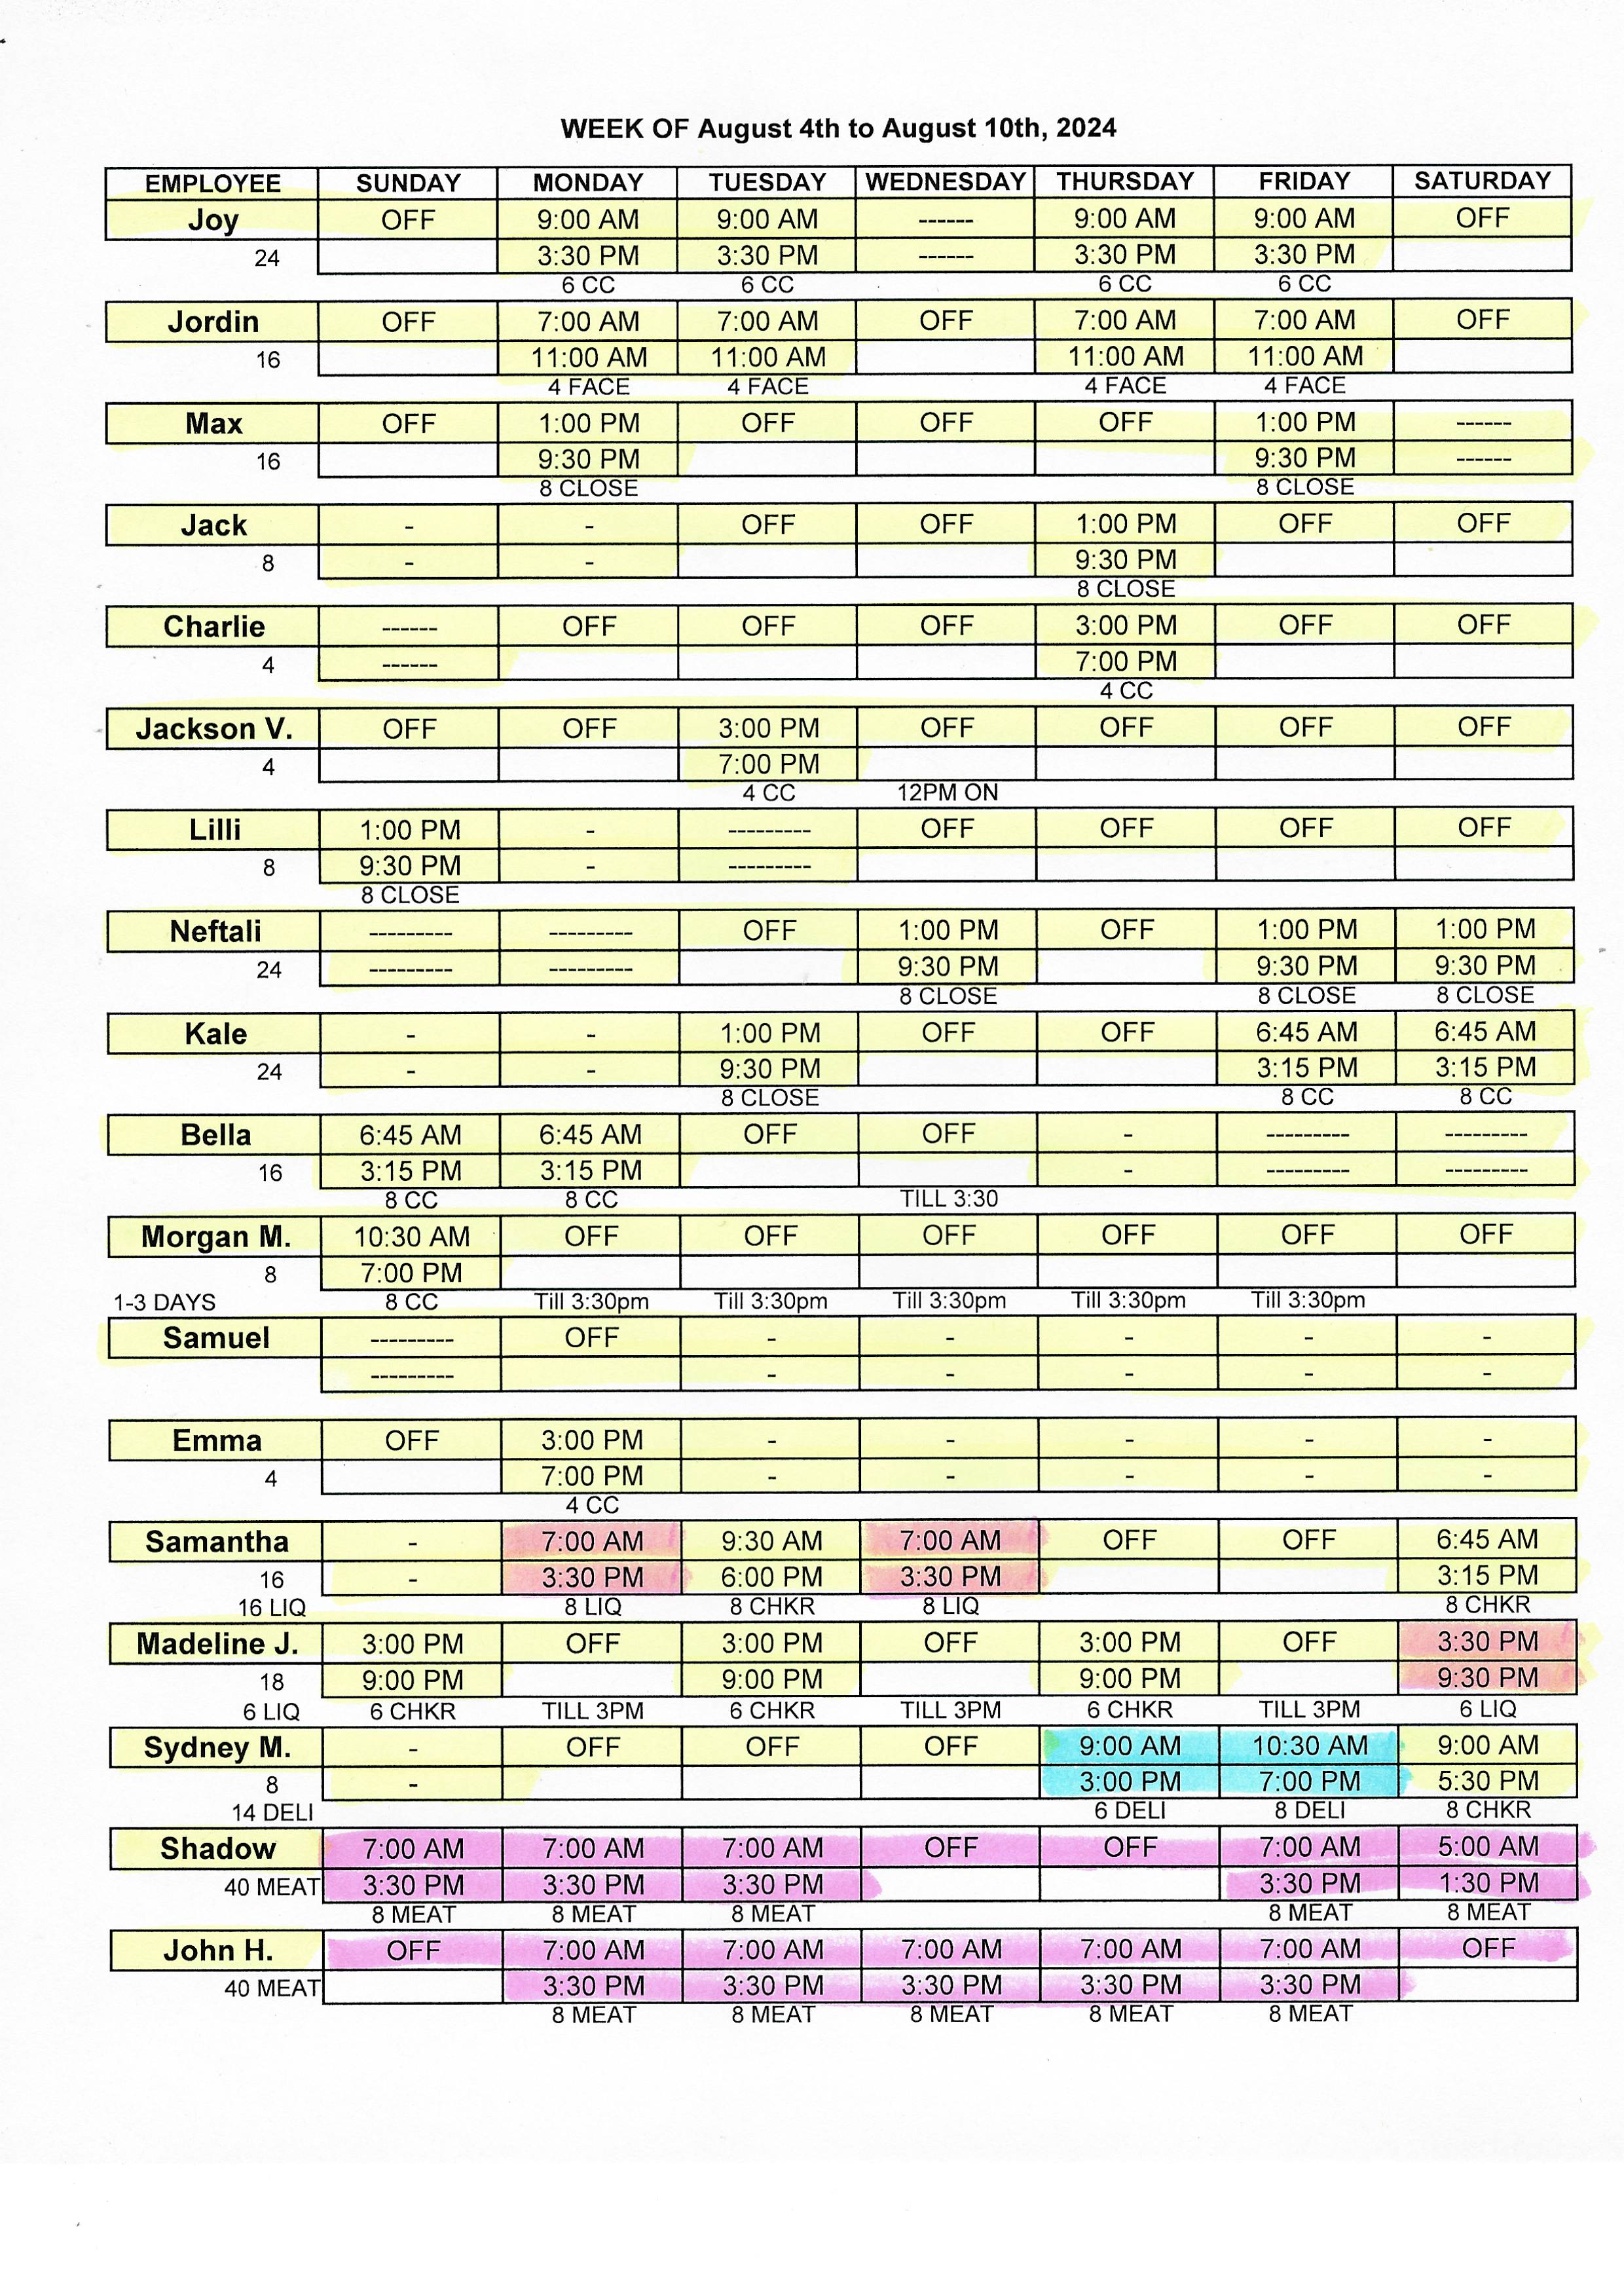 WEEK OF August 4th to August 10th, 2024
EMPLOYEE SUNDAY MONDAY TUESDAY WEDNESDAY THURSDAY FRIDAY SATURDAY
Joy OFF 9:00 AM 9:00 AM ------ 9:00 AM 9:00 AM OFF
24 3:30 PM 3:30 PM ------ 3:30 PM 3:30 PM
6 CC 6 CC 6 CC 6 CC
Jordin OFF 7:00 AM 7:00 AM OFF 7:00 AM 7:00 AM OFF
16 11:00 AM 11:00 AM 11:00 AM 11:00 AM
4 FACE 4 FACE 4 FACE 4 FACE
Max OFF 1:00 PM OFF OFF OFF 1:00 PM ------
16 9:30 PM 9:30 PM ------
8 CLOSE 8 CLOSE
Jack - - OFF OFF 1:00 PM OFF OFF
8 - - 9:30 PM
8 CLOSE
Charlie ------ OFF OFF OFF 3:00 PM OFF OFF
4 ------ 7:00 PM
4 CC
Jackson V. OFF OFF 3:00 PM OFF OFF OFF OFF
4 7:00 PM
4 CC 12PM ON
Lilli 1:00 PM - --------- OFF OFF OFF OFF
8 9:30 PM - ---------
8 CLOSE
Neftali --------- --------- OFF 1:00 PM OFF 1:00 PM 1:00 PM
24 --------- --------- 9:30 PM 9:30 PM 9:30 PM
8 CLOSE 8 CLOSE 8 CLOSE
Kale - - 1:00 PM OFF OFF 6:45 AM 6:45 AM
24 - - 9:30 PM 3:15 PM 3:15 PM
8 CLOSE 8 CC 8 CC
Bella 6:45 AM 6:45 AM OFF OFF - --------- ---------
16 3:15 PM 3:15 PM - --------- ---------
8 CC 8 CC TILL 3:30
Morgan M. 10:30 AM OFF OFF OFF OFF OFF OFF
8 7:00 PM
1-3 DAYS 8 CC Till 3:30pm Till 3:30pm Till 3:30pm Till 3:30pm Till 3:30pm
Samuel --------- OFF - - - - -
--------- - - - - -
Emma OFF 3:00 PM - - - - -
4 7:00 PM - - - - -
4 CC
Samantha - 7:00 AM 9:30 AM 7:00 AM OFF OFF 6:45 AM
16 - 3:30 PM 6:00 PM 3:30 PM 3:15 PM
16 LIQ 8 LIQ 8 CHKR 8 LIQ 8 CHKR
Madeline J. 3:00 PM OFF 3:00 PM OFF 3:00 PM OFF 3:30 PM
18 9:00 PM 9:00 PM 9:00 PM 9:30 PM
6 LIQ 6 CHKR TILL 3PM 6 CHKR TILL 3PM 6 CHKR TILL 3PM 6 LIQ
Sydney M. - OFF OFF OFF 9:00 AM 10:30 AM 9:00 AM
8 - 3:00 PM 7:00 PM 5:30 PM
14 DELI 6 DELI 8 DELI 8 CHKR
Shadow 7:00 AM 7:00 AM 7:00 AM OFF OFF 7:00 AM 5:00 AM
40 MEAT 3:30 PM 3:30 PM 3:30 PM 3:30 PM 1:30 PM
8 MEAT 8 MEAT 8 MEAT 8 MEAT 8 MEAT
John H. OFF 7:00 AM 7:00 AM 7:00 AM 7:00 AM 7:00 AM OFF
40 MEAT 3:30 PM 3:30 PM 3:30 PM 3:30 PM 3:30 PM
8 MEAT 8 MEAT 8 MEAT 8 MEAT 8 MEAT